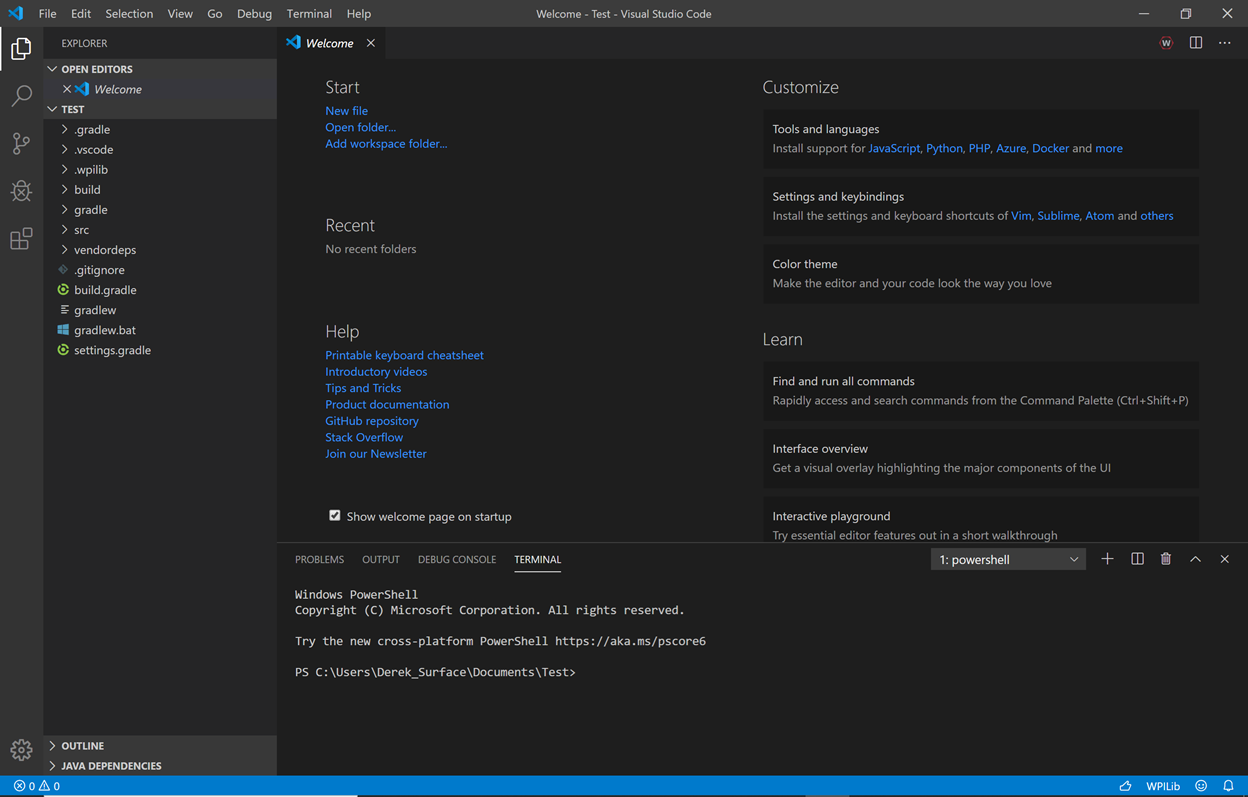 File Edit Selection View Go Debug Terminal Help
Welcome - Test - Visual Studio Code
EXPLORER
OPEN EDITORS
Welcome
TEST
.gradle
.vscode
.wpilib
build
gradle
src
vendordeps
.gitignore
build.gradle
gradlew
gradlew.bat
settings.gradle
OUTLINE
JAVA DEPENDENCIES
Welcome
W
Start
New file
Open folder...
Add workspace folder...
Recent
No recent folders
Help
Printable keyboard cheatsheet
Introductory videos
Tips and Tricks
Product documentation
GitHub repository
Stack Overflow
Join our Newsletter
Show welcome page on startup
Customize
Tools and languages
Install support for JavaScript, Python, PHP, Azure, Docker and more
Settings and keybindings
Install the settings and keyboard shortcuts of Vim, Sublime, Atom and others
Color theme
Make the editor and your code look the way you love
Learn
Find and run all commands
Rapidly access and search commands from the Command Palette (Ctrl+Shift+P)
Interface overview
Get a visual overlay highlighting the major components of the UI
Interactive playground
Try essential editor features out in a short walkthrough
PROBLEMS OUTPUT DEBUG CONSOLE TERMINAL
1: powershell
Windows PowerShell
Copyright (C) Microsoft Corporation. All rights reserved.
Try the new cross-platform PowerShell https://aka.ms/pscore6
PS C:\Users\Derek_Surface\Documents\Test>
0 0
WPILib